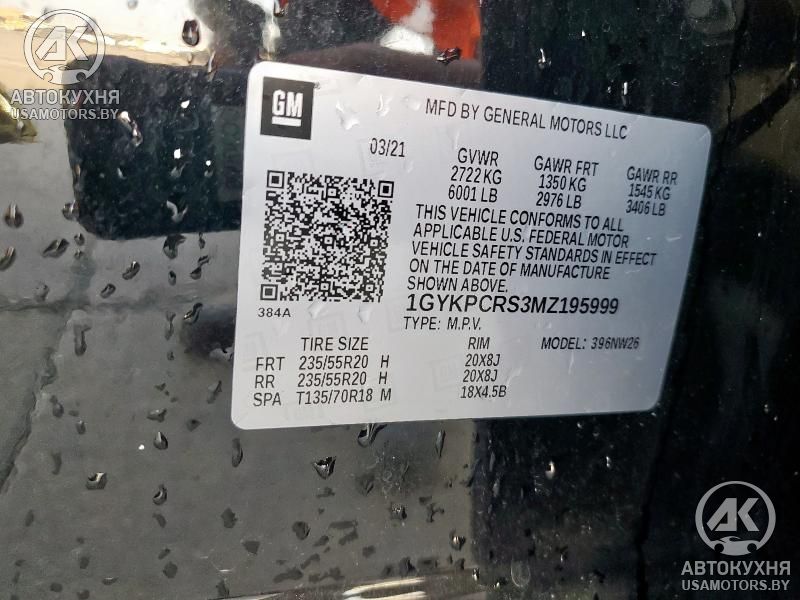 AK
АВТОКУХНЯ
USAMOTORS.BY
GM
MFD BY GENERAL MOTORS LLC
03/21
GVWR GAWR FRT GAWR RR
2722 KG 1350 KG 1545 KG
6001 LB 2976 LB 3406 LB
THIS VEHICLE CONFORMS TO ALL
APPLICABLE U.S. FEDERAL MOTOR
VEHICLE SAFETY STANDARDS IN EFFECT
ON THE DATE OF MANUFACTURE
SHOWN ABOVE.
384A
1GYKPCRS3MZ195999
TYPE: M.P.V. MODEL: 396NW26
TIRE SIZE RIM
FRT 235/55R20 H 20X8J
RR 235/55R20 H 20X8J
SPA T135/70R18 M 18X4.5B
AK
АВТОКУХНЯ
USAMOTORS.BY